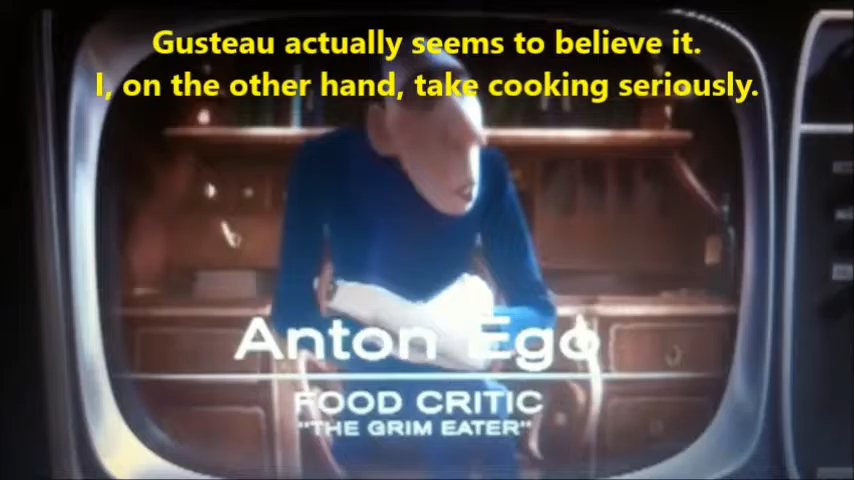 Gusteau actually seems to believe it.
I, on the other hand, take cooking seriously.
Anton Ego
FOOD CRITIC
"THE GRIM EATER"